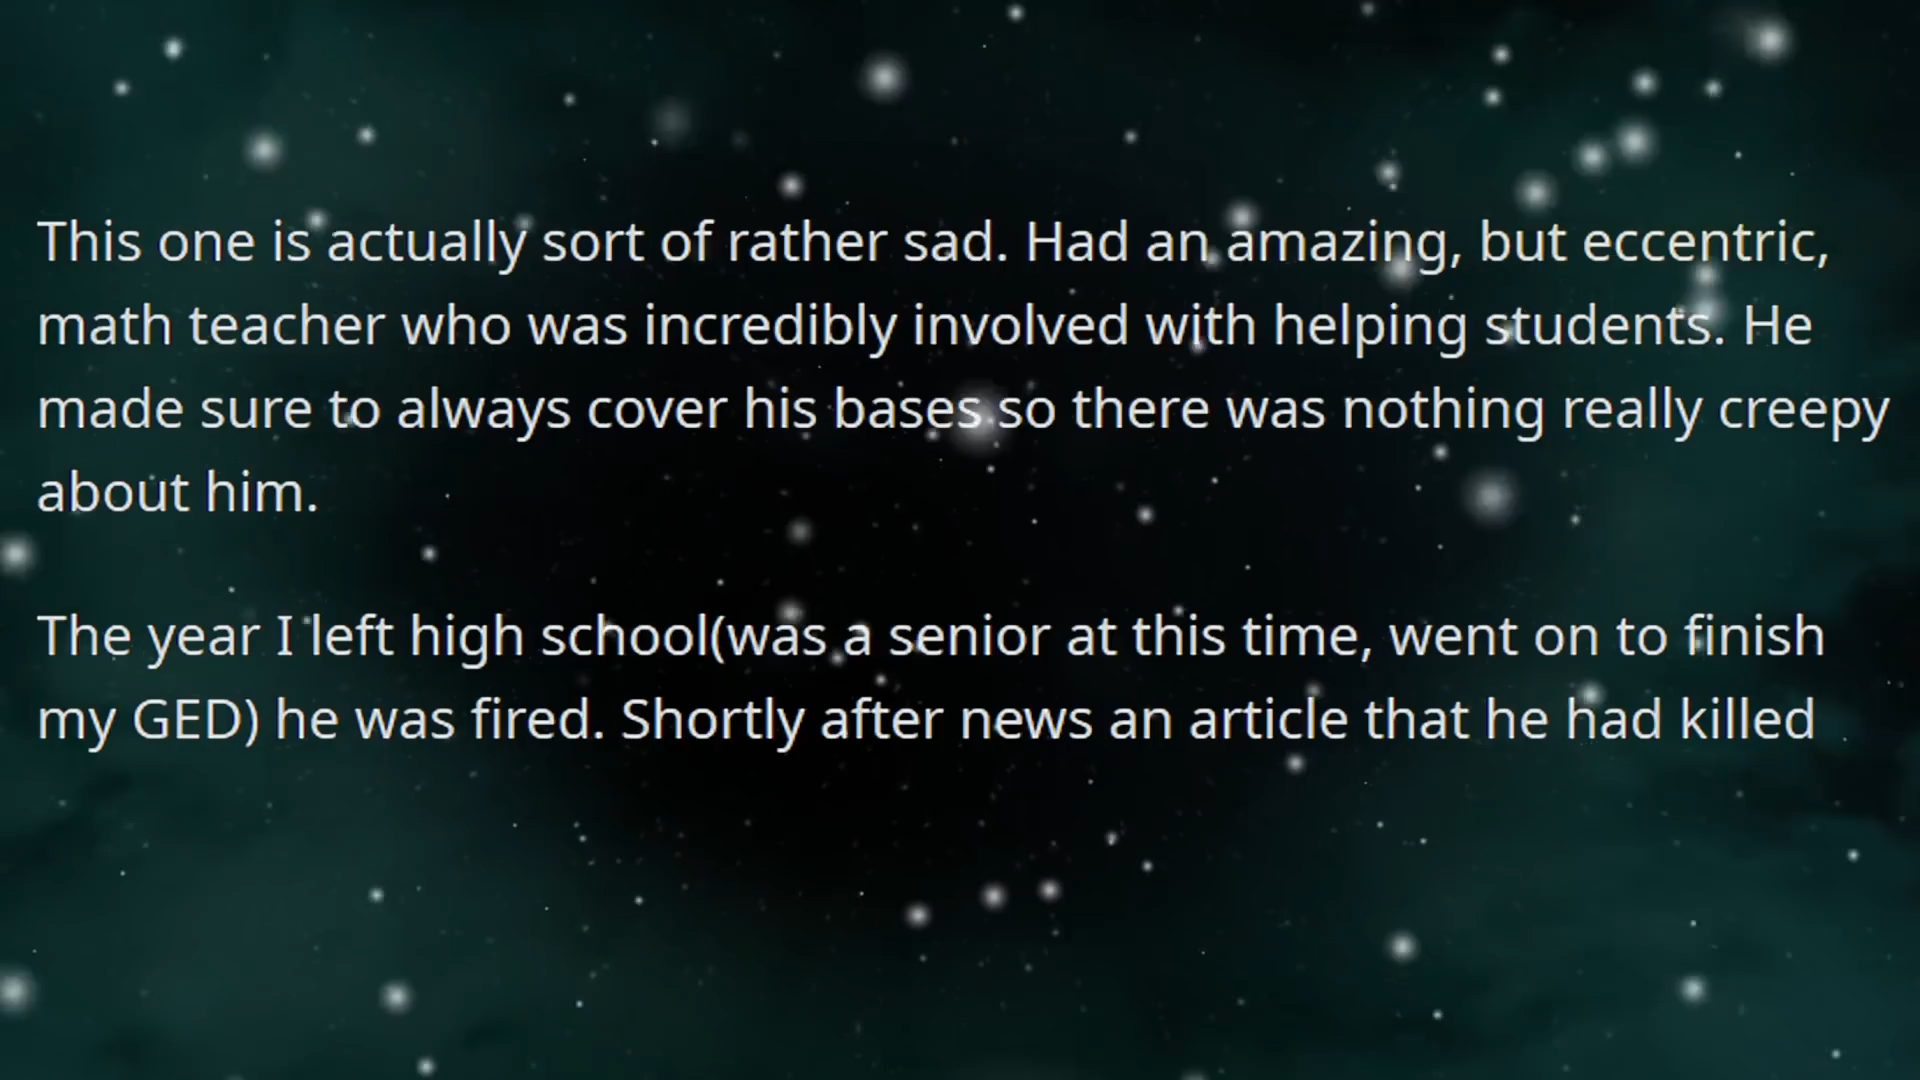 This one is actually sort of rather sad. Had an amazing, but eccentric,
math teacher who was incredibly involved with helping students. He
made sure to always cover his bases so there was nothing really creepy
about him.
The year I left high school(was a senior at this time, went on to finish
my GED) he was fired. Shortly after news an article that he had killed